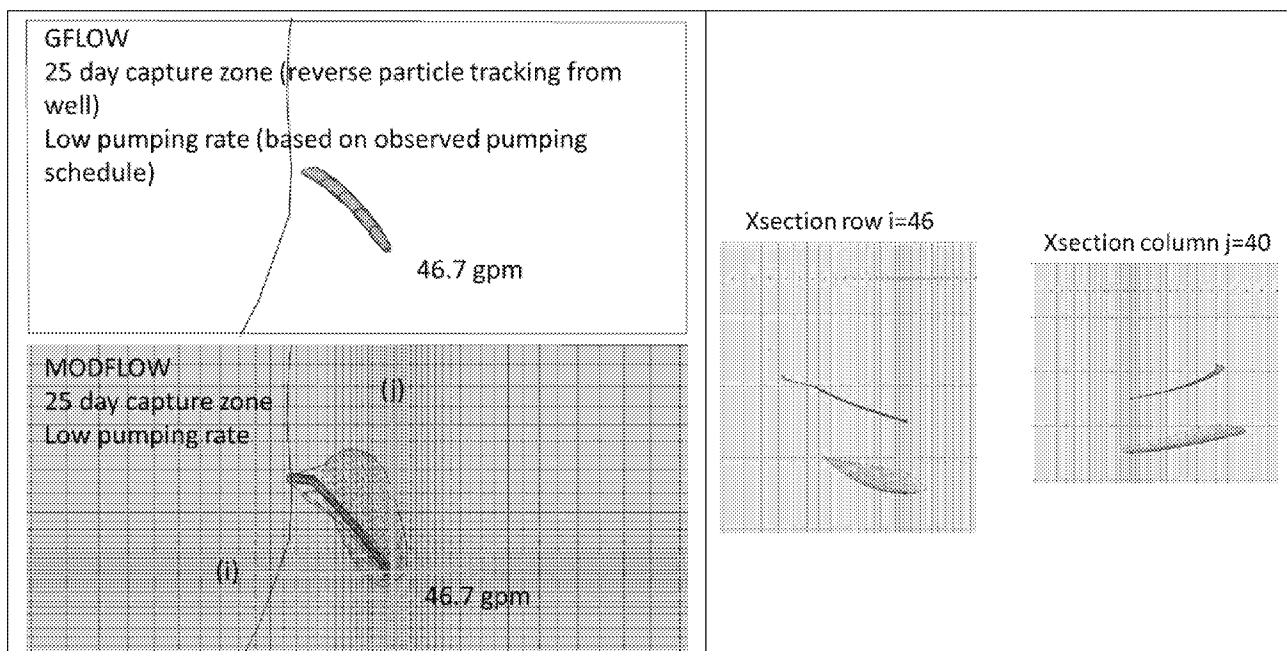 GFLOW
25 day capture zone (reverse particle tracking from
well)
Low pumping rate (based on observed pumping
schedule)
46.7 gpm
MODFLOW
25 day capture zone
Low pumping rate
(j)
(i)
46.7 gpm
Xsection row i=46
Xsection column j=40